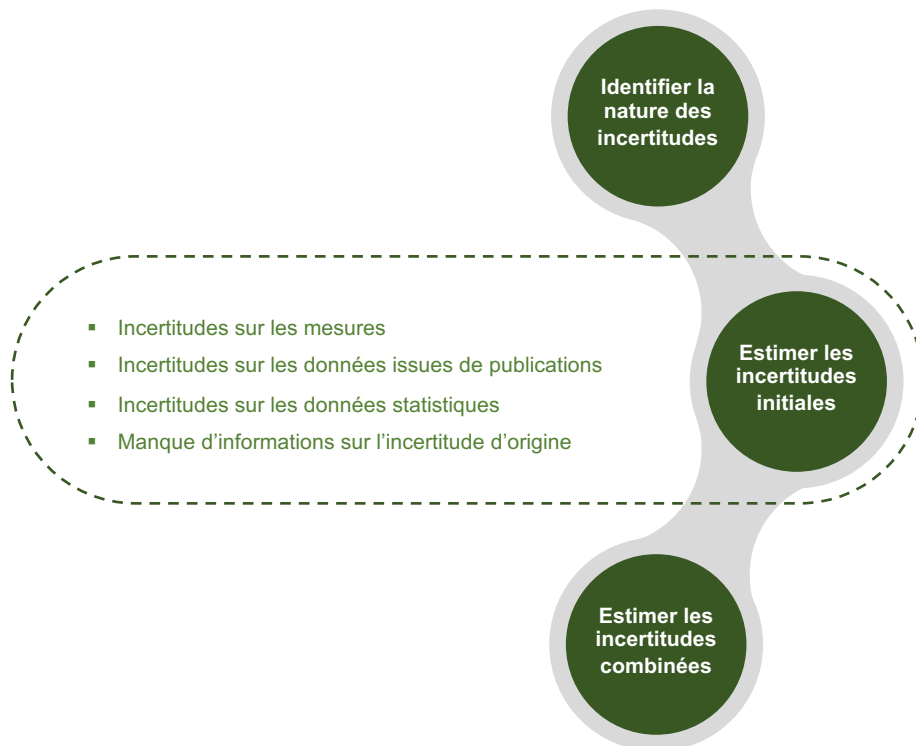 Identifier la
nature des
incertitudes
▪ Incertitudes sur les mesures
▪ Incertitudes sur les données issues de publications
▪ Incertitudes sur les données statistiques
▪ Manque d’informations sur l’incertitude d’origine
Estimer les
incertitudes
initiales
Estimer les
incertitudes
combinées